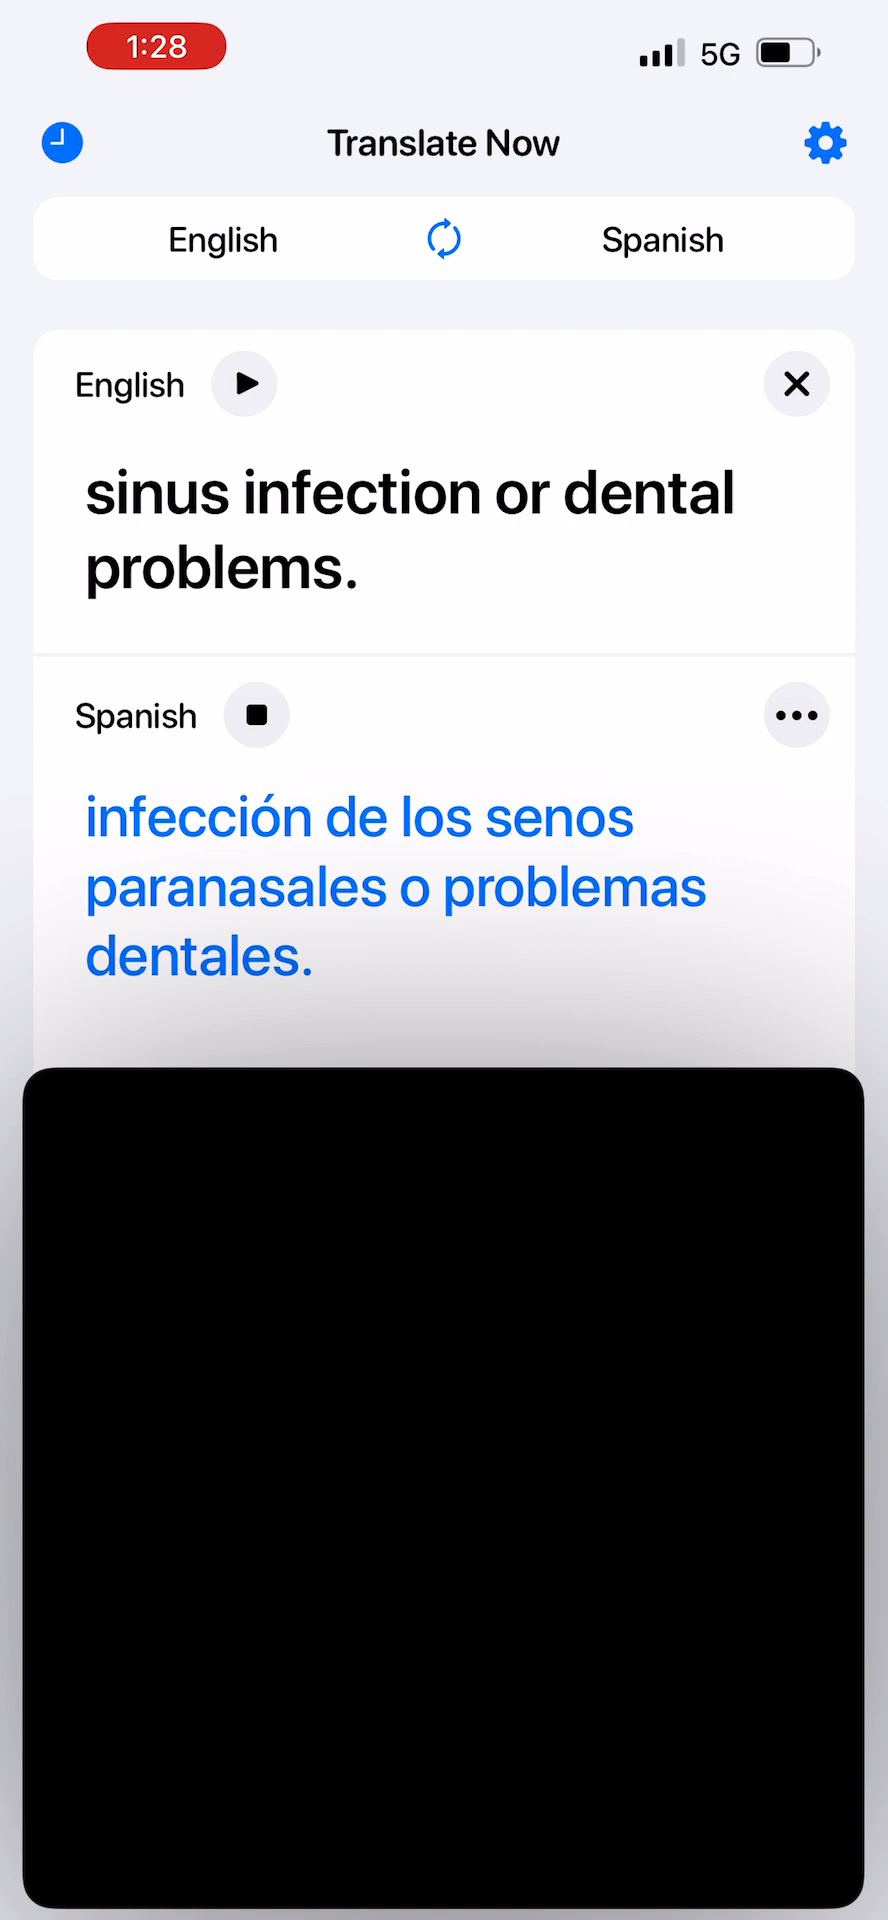 1:28
5G
Translate Now
English
Spanish
English
sinus infection or dental
problems.
Spanish
infección de los senos
paranasales o problemas
dentales.